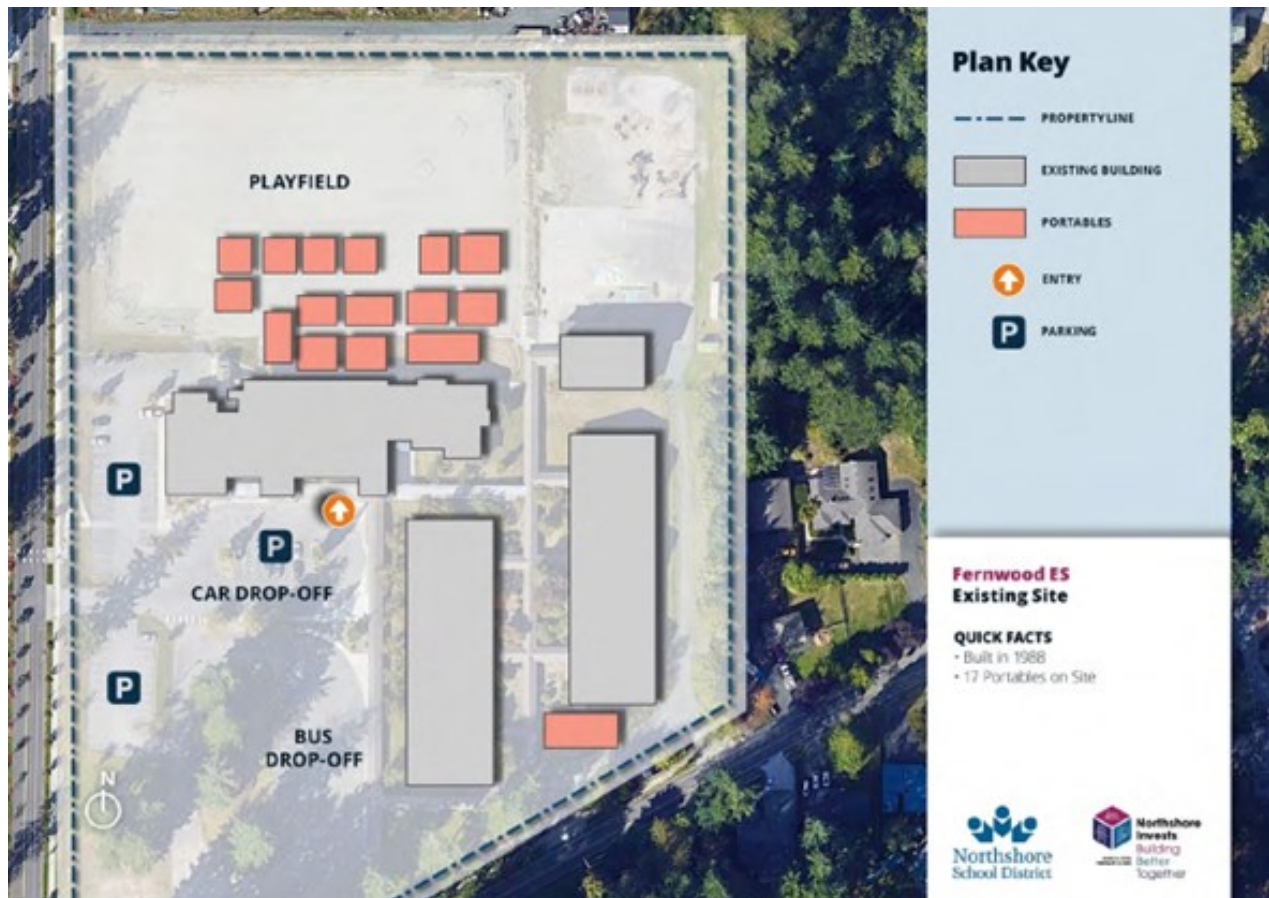 PLAYFIELD
P
P
CAR DROP-OFF
P
BUS
DROP-OFF
N
Plan Key
PROPERTYLINE
EXISTING BUILDING
PORTABLES
ENTRY
P
PARKING
Fernwood ES
Existing Site
QUICK FACTS
• Built in 1988
• 17 Portables on Site
Northshore
School District
Northshore
Invests
Building
Better
Together